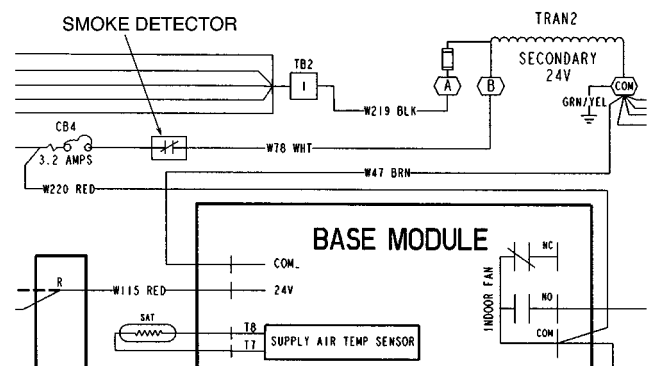 SMOKE DETECTOR
TRAN2
SECONDARY
24V
TB2
1
A
B
COM
W219 BLK
GRN/YEL
CB4
3.2 AMPS
W78 WHT
W47 BRN
W220 RED
BASE MODULE
COM_
NC
R
W115 RED
24V
INDOOR FAN
NO
SAT
T8
T7
SUPPLY AIR TEMP SENSOR
COM